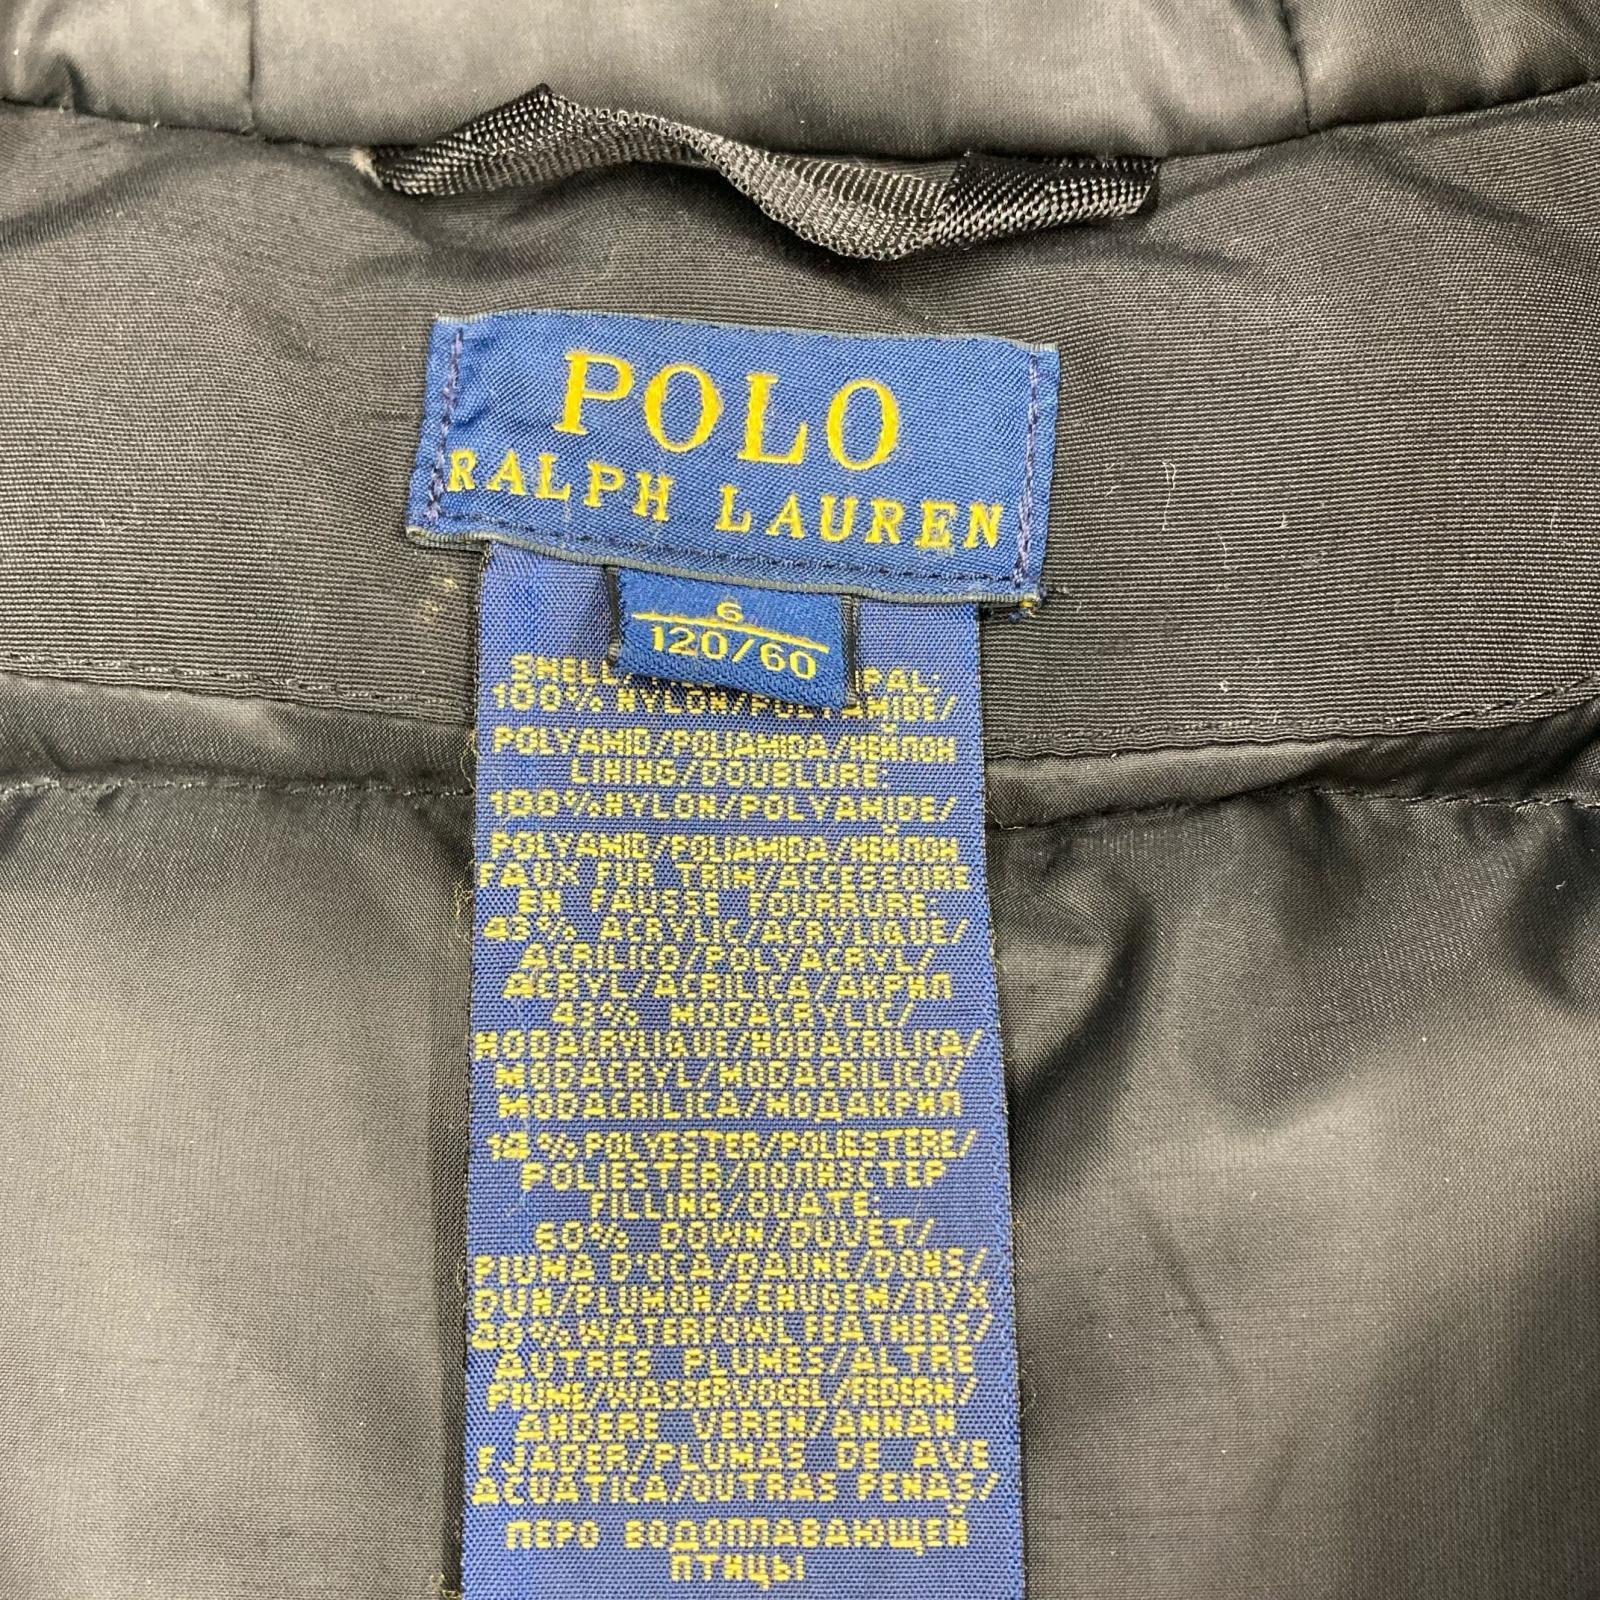 POLO
RALPH LAUREN
6
120/60
100% NYLON/POLYAMIDE/
POLYAMID/POLIAMIDA/НЕЙЛОН
LINING/DOUBLURE:
100% NYLON/POLYAMIDE/
POLYAMID/POLIAMIDA/НЕЙЛОН
FAUX FUR TRIM/ACCESSOIRE
EN FAUSSE FOURRURE:
43% ACRYLIC/ACRYLIQUE/
ACRILICO/POLYACRYL/
ACRYL/ACRILICA/АКРИЛ
43% MODACRYLIC/
MODACRYLIQUE/MODACRILICA/
MODACRYL/MODACRILICO/
MODACRILICA/МОДАКРИЛ
14% POLYESTER/POLIESTERE/
POLIESTER/ПОЛИЭСТЕР
FILLING/OUATE:
60% DOWN/DUVET/
PIUMA D'OCA/DAUNE/DONS/
DUN/PLUMON/PENUGEM/ПУХ
40% WATERFOWL FEATHERS/
AUTRES PLUMES/ALTRE
PIUME/WASSERVOGEL/FEDERN/
ANDERE VEREN/ANNAN
FJADER/PLUMAS DE AVE
ACUATICA/OUTRAS PENAS/
ПЕРО ВОДОПЛАВАЮЩЕЙ
ПТИЦЫ